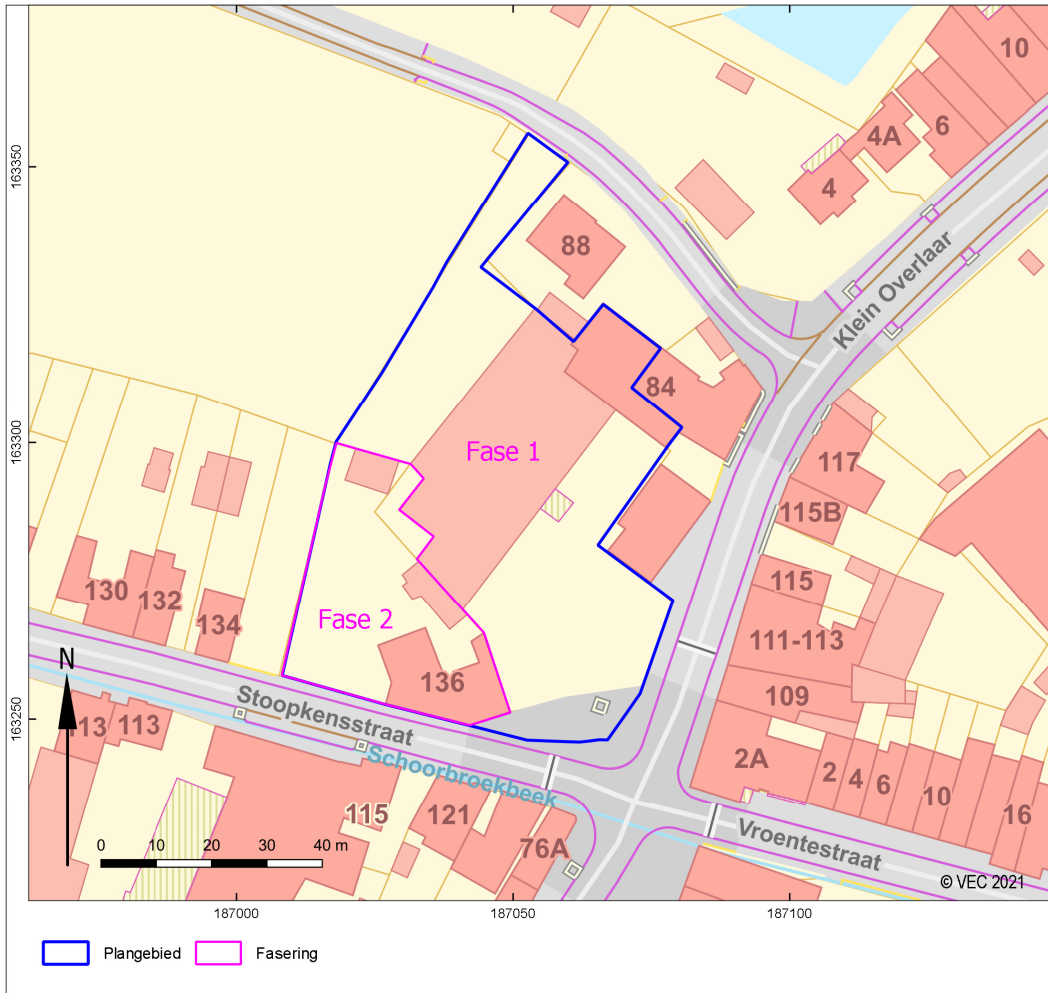 10
6
4A
4
Klein Overlaar
163350
88
84
163300
Fase 1
117
115B
115
111-113
109
130
132
134
Fase 2
136
N
Stoopkensstraat
163250
13
113
Schoorbroekbeek
2A
2
4
6
10
16
115
121
76A
Vroentestraat
0 10 20 30 40 m
© VEC 2021
187000 187050 187100
Plangebied Fasering